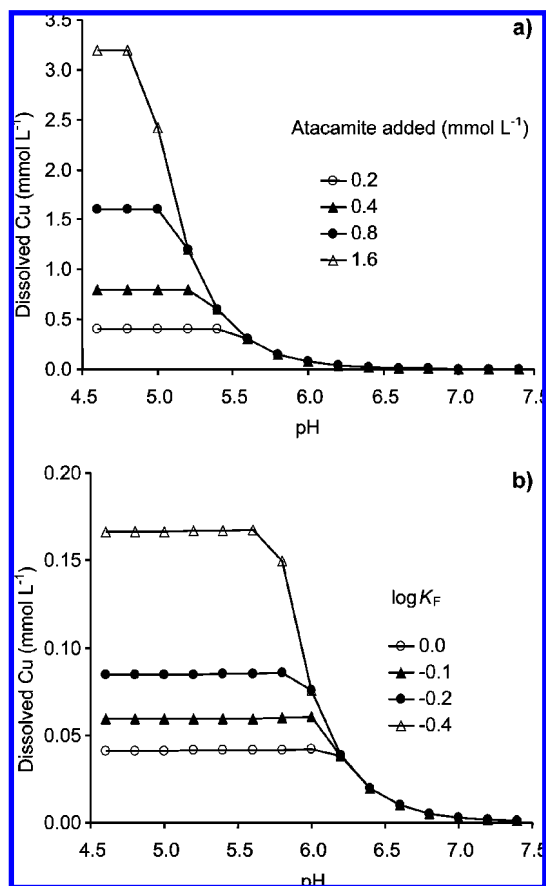 a)
3.5
3.0
2.5
2.0
1.5
1.0
0.5
0.0
Dissolved Cu (mmol L⁻¹)
Atacamite added (mmol L⁻¹)
0.2
0.4
0.8
1.6
4.5 5.0 5.5 6.0 6.5 7.0 7.5
pH
b)
0.20
0.15
0.10
0.05
0.00
Dissolved Cu (mmol L⁻¹)
log K_F
0.0
-0.1
-0.2
-0.4
4.5 5.0 5.5 6.0 6.5 7.0 7.5
pH